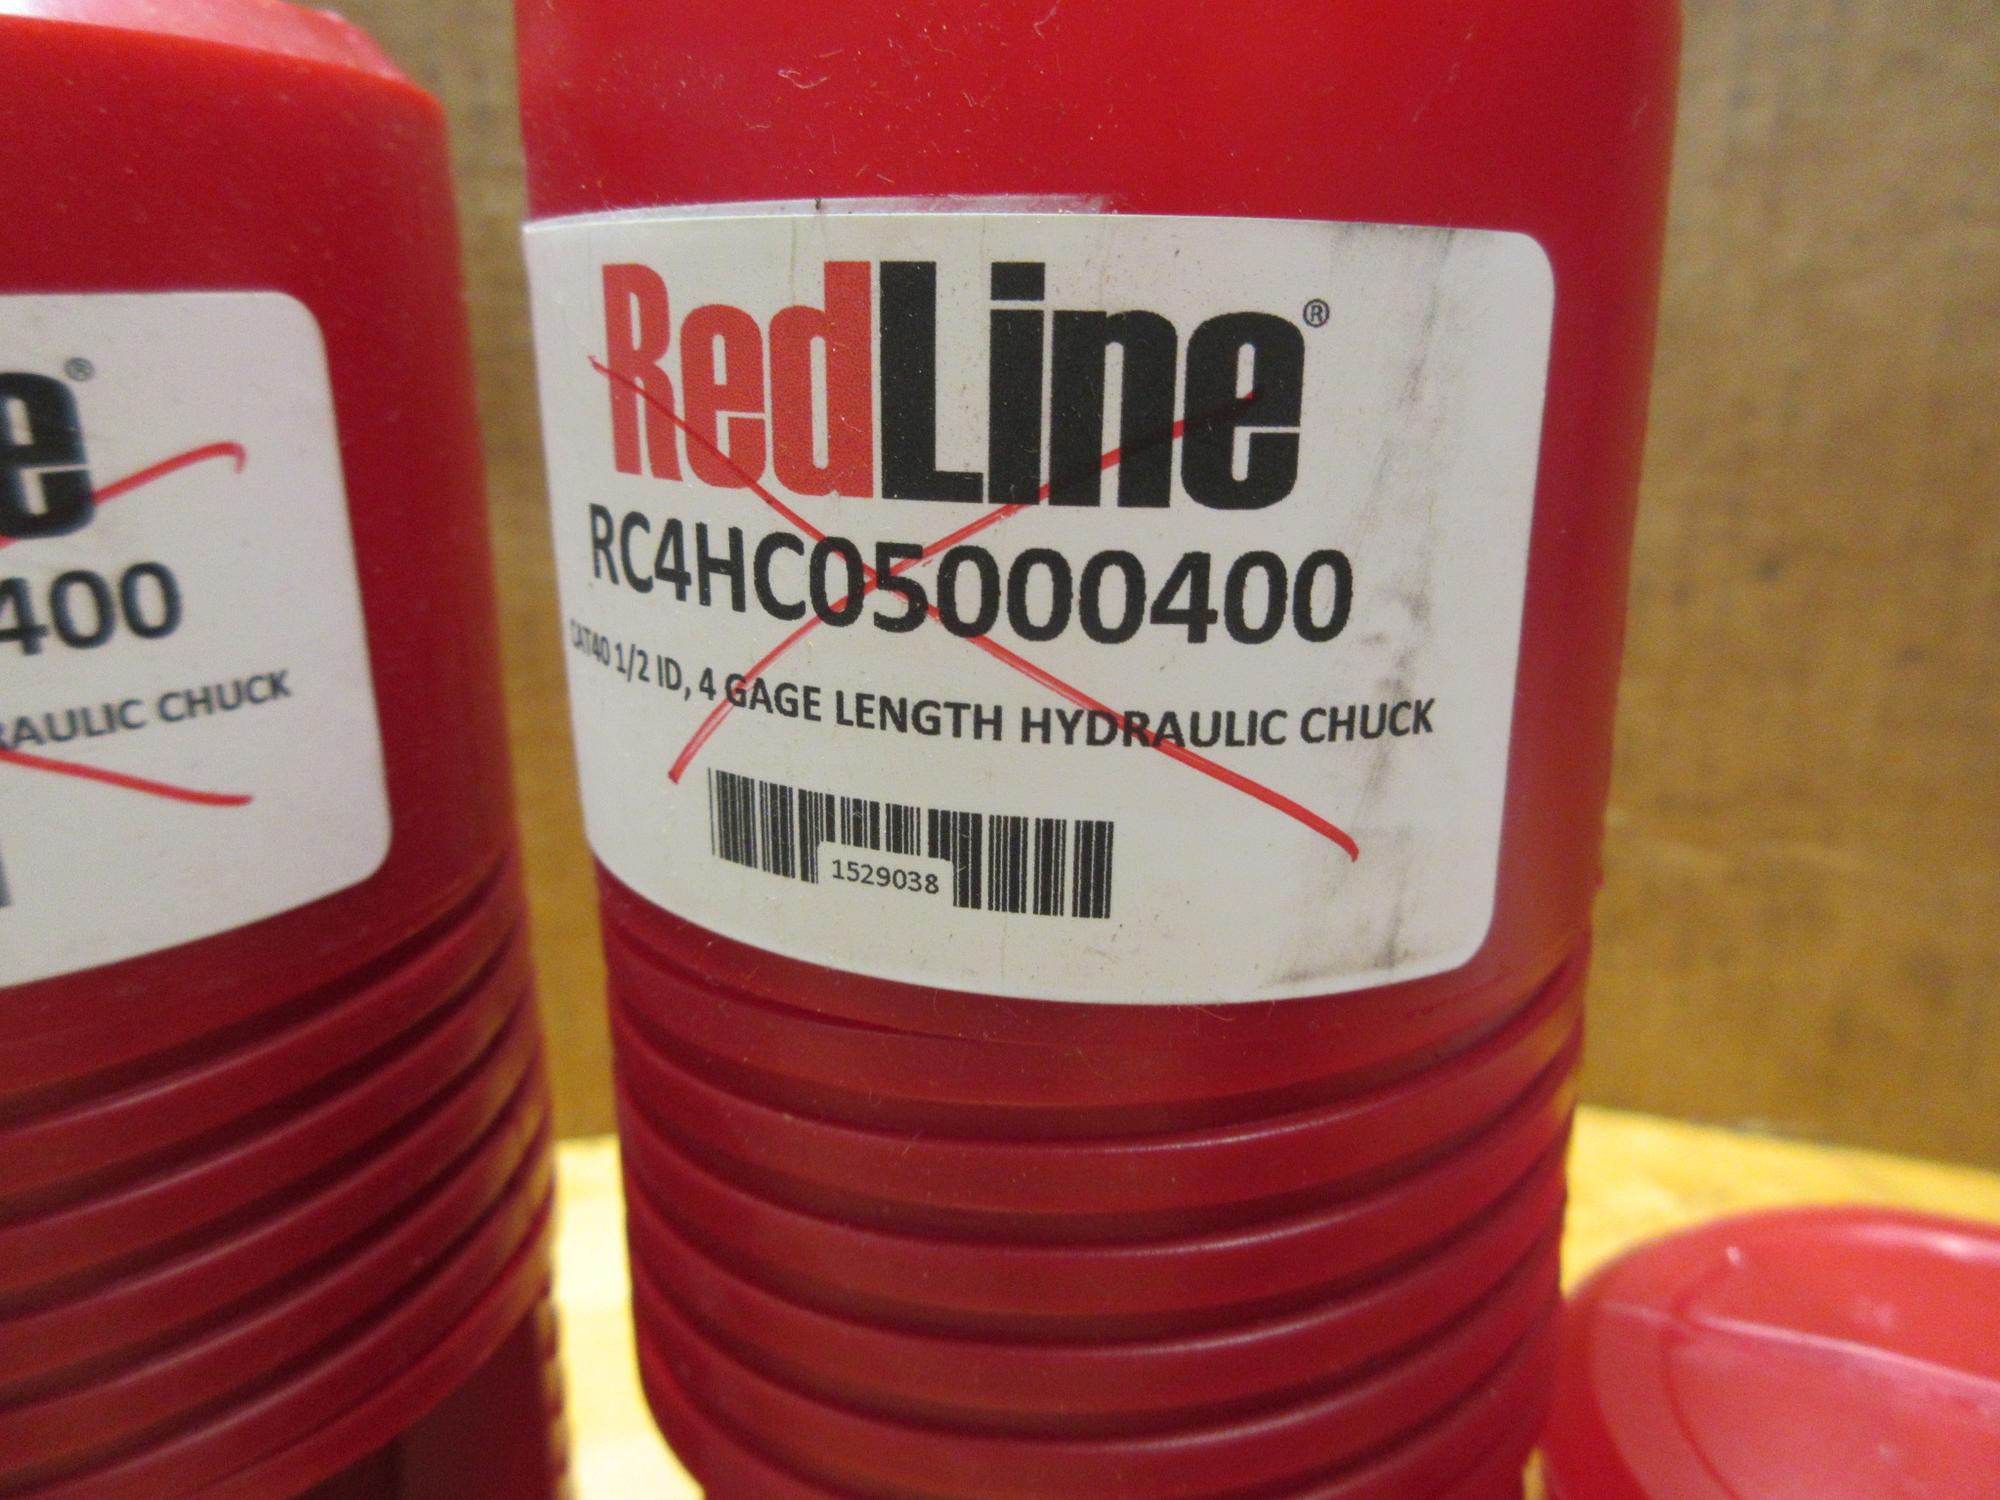 RedLine®
RC4HC05000400
CAT40 1/2 ID, 4 GAGE LENGTH HYDRAULIC CHUCK
1529038
e®
400
RAULIC CHUCK